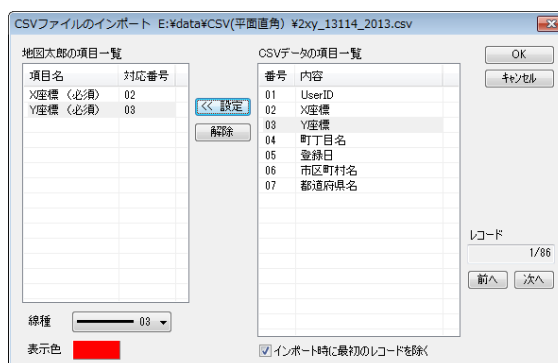 CSVファイルのインポート E:¥data¥CSV(平面直角)¥2xy_13114_2013.csv
地図太郎の項目一覧
項目名 対応番号
X座標（必須） 02
Y座標（必須） 03
<< 設定
解除
CSVデータの項目一覧
番号 内容
01 UserID
02 X座標
03 Y座標
04 町丁目名
05 登録日
06 市区町村名
07 都道府県名
OK
キャンセル
レコード
1/86
前へ 次へ
線種 03
表示色
インポート時に最初のレコードを除く